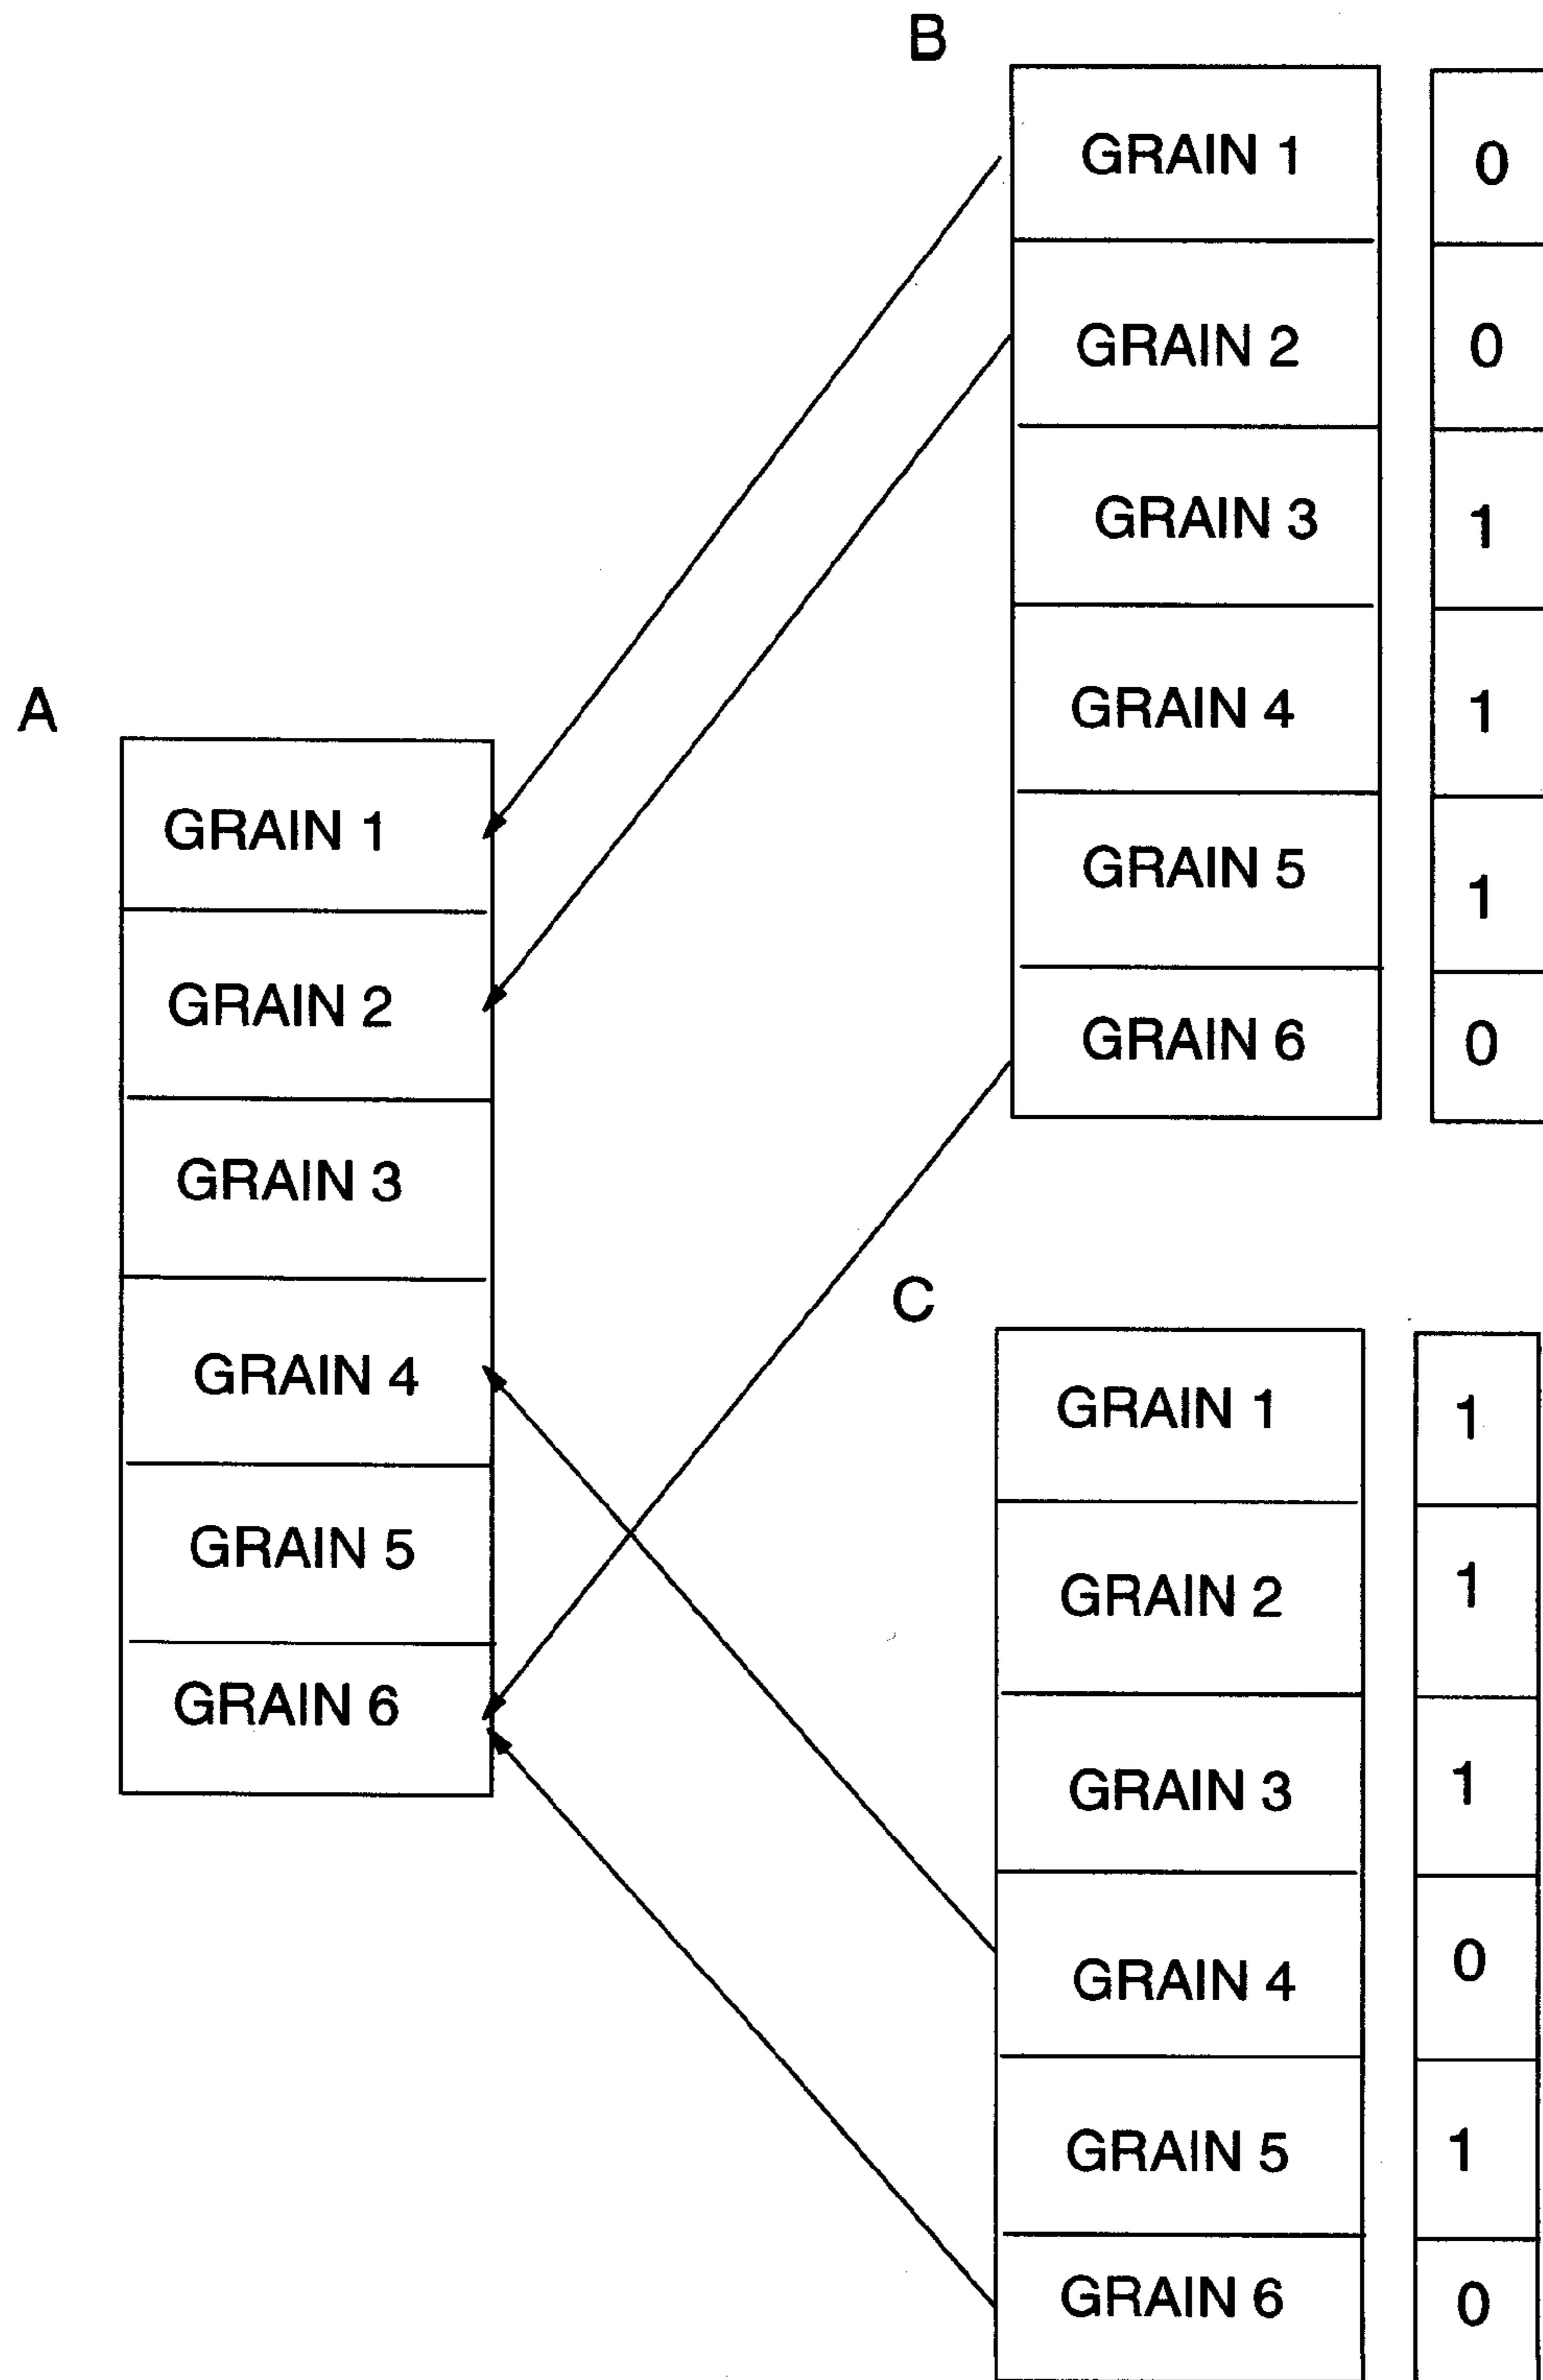 B
GRAIN 1 0
GRAIN 2 0
GRAIN 3 1
GRAIN 4 1
GRAIN 5 1
GRAIN 6 0
A
GRAIN 1
GRAIN 2
GRAIN 3
GRAIN 4
GRAIN 5
GRAIN 6
C
GRAIN 1 1
GRAIN 2 1
GRAIN 3 1
GRAIN 4 0
GRAIN 5 1
GRAIN 6 0